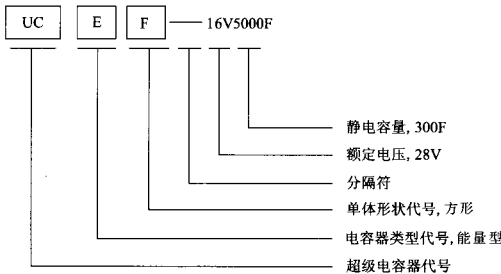 UC E F — 16V5000F
静电容量, 300F
额定电压, 28V
分隔符
单体形状代号, 方形
电容器类型代号, 能量型
超级电容器代号